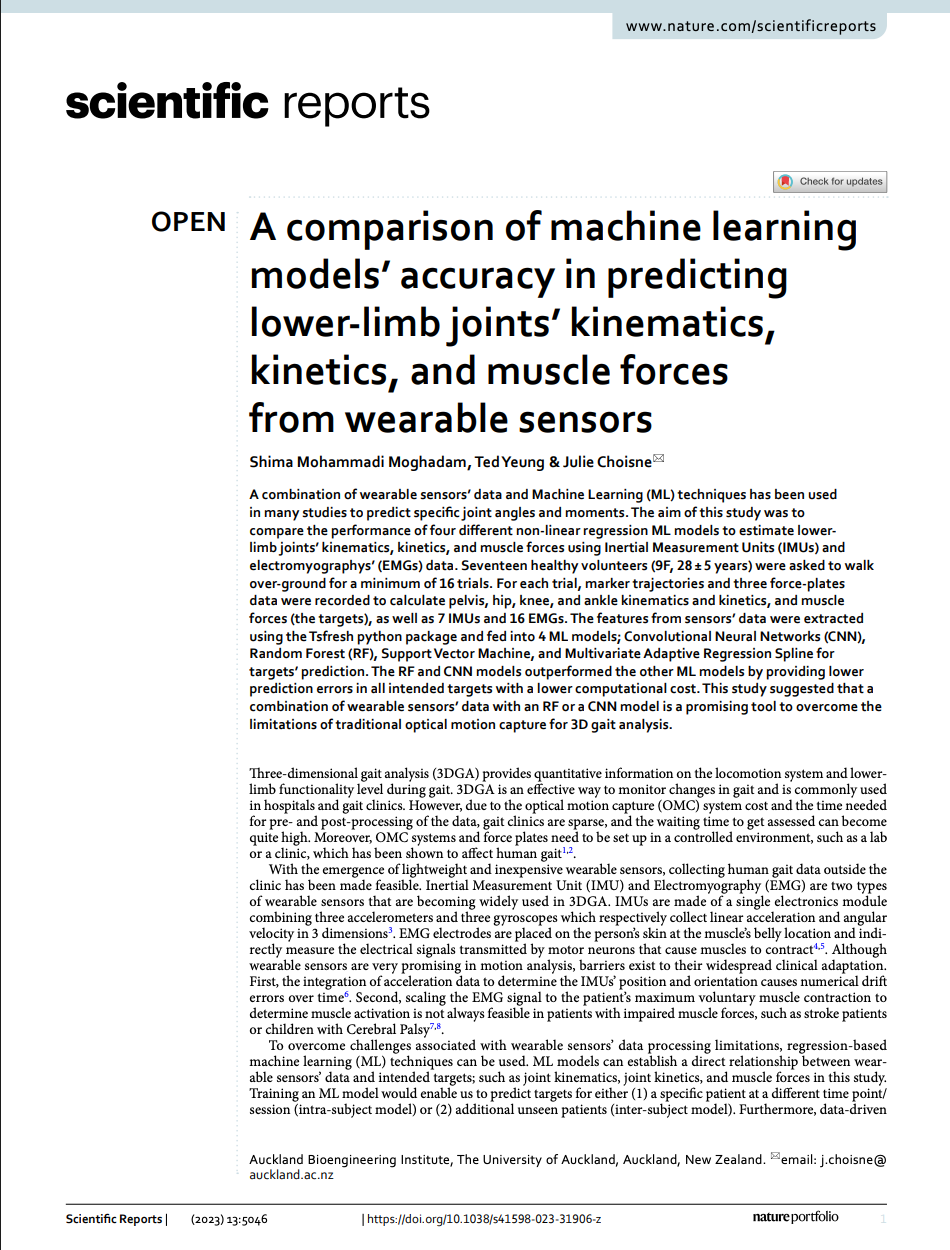 www.nature.com/scientificreports
scientific reports
Check for updates
OPEN
A comparison of machine learning
models’ accuracy in predicting
lower-limb joints’ kinematics,
kinetics, and muscle forces
from wearable sensors
Shima Mohammadi Moghadam, Ted Yeung & Julie Choisne
A combination of wearable sensors’ data and Machine Learning (ML) techniques has been used
in many studies to predict specific joint angles and moments. The aim of this study was to
compare the performance of four different non-linear regression ML models to estimate lower-
limb joints’ kinematics, kinetics, and muscle forces using Inertial Measurement Units (IMUs) and
electromyographys’ (EMGs) data. Seventeen healthy volunteers (9F, 28 ± 5 years) were asked to walk
over-ground for a minimum of 16 trials. For each trial, marker trajectories and three force-plates
data were recorded to calculate pelvis, hip, knee, and ankle kinematics and kinetics, and muscle
forces (the targets), as well as 7 IMUs and 16 EMGs. The features from sensors’ data were extracted
using the Tsfresh python package and fed into 4 ML models; Convolutional Neural Networks (CNN),
Random Forest (RF), Support Vector Machine, and Multivariate Adaptive Regression Spline for
targets’ prediction. The RF and CNN models outperformed the other ML models by providing lower
prediction errors in all intended targets with a lower computational cost. This study suggested that a
combination of wearable sensors’ data with an RF or a CNN model is a promising tool to overcome the
limitations of traditional optical motion capture for 3D gait analysis.
Three-dimensional gait analysis (3DGA) provides quantitative information on the locomotion system and lower-
limb functionality level during gait. 3DGA is an effective way to monitor changes in gait and is commonly used
in hospitals and gait clinics. However, due to the optical motion capture (OMC) system cost and the time needed
for pre- and post-processing of the data, gait clinics are sparse, and the waiting time to get assessed can become
quite high. Moreover, OMC systems and force plates need to be set up in a controlled environment, such as a lab
or a clinic, which has been shown to affect human gait1,2.
With the emergence of lightweight and inexpensive wearable sensors, collecting human gait data outside the
clinic has been made feasible. Inertial Measurement Unit (IMU) and Electromyography (EMG) are two types
of wearable sensors that are becoming widely used in 3DGA. IMUs are made of a single electronics module
combining three accelerometers and three gyroscopes which respectively collect linear acceleration and angular
velocity in 3 dimensions3. EMG electrodes are placed on the person’s skin at the muscle’s belly location and indi-
rectly measure the electrical signals transmitted by motor neurons that cause muscles to contract4,5. Although
wearable sensors are very promising in motion analysis, barriers exist to their widespread clinical adaptation.
First, the integration of acceleration data to determine the IMUs’ position and orientation causes numerical drift
errors over time6. Second, scaling the EMG signal to the patient’s maximum voluntary muscle contraction to
determine muscle activation is not always feasible in patients with impaired muscle forces, such as stroke patients
or children with Cerebral Palsy7,8.
To overcome challenges associated with wearable sensors’ data processing limitations, regression-based
machine learning (ML) techniques can be used. ML models can establish a direct relationship between wear-
able sensors’ data and intended targets; such as joint kinematics, joint kinetics, and muscle forces in this study.
Training an ML model would enable us to predict targets for either (1) a specific patient at a different time point/
session (intra-subject model) or (2) additional unseen patients (inter-subject model). Furthermore, data-driven
Auckland Bioengineering Institute, The University of Auckland, Auckland, New Zealand. email: j.choisne@
auckland.ac.nz
Scientific Reports | (2023) 13:5046 | https://doi.org/10.1038/s41598-023-31906-z nature portfolio 1